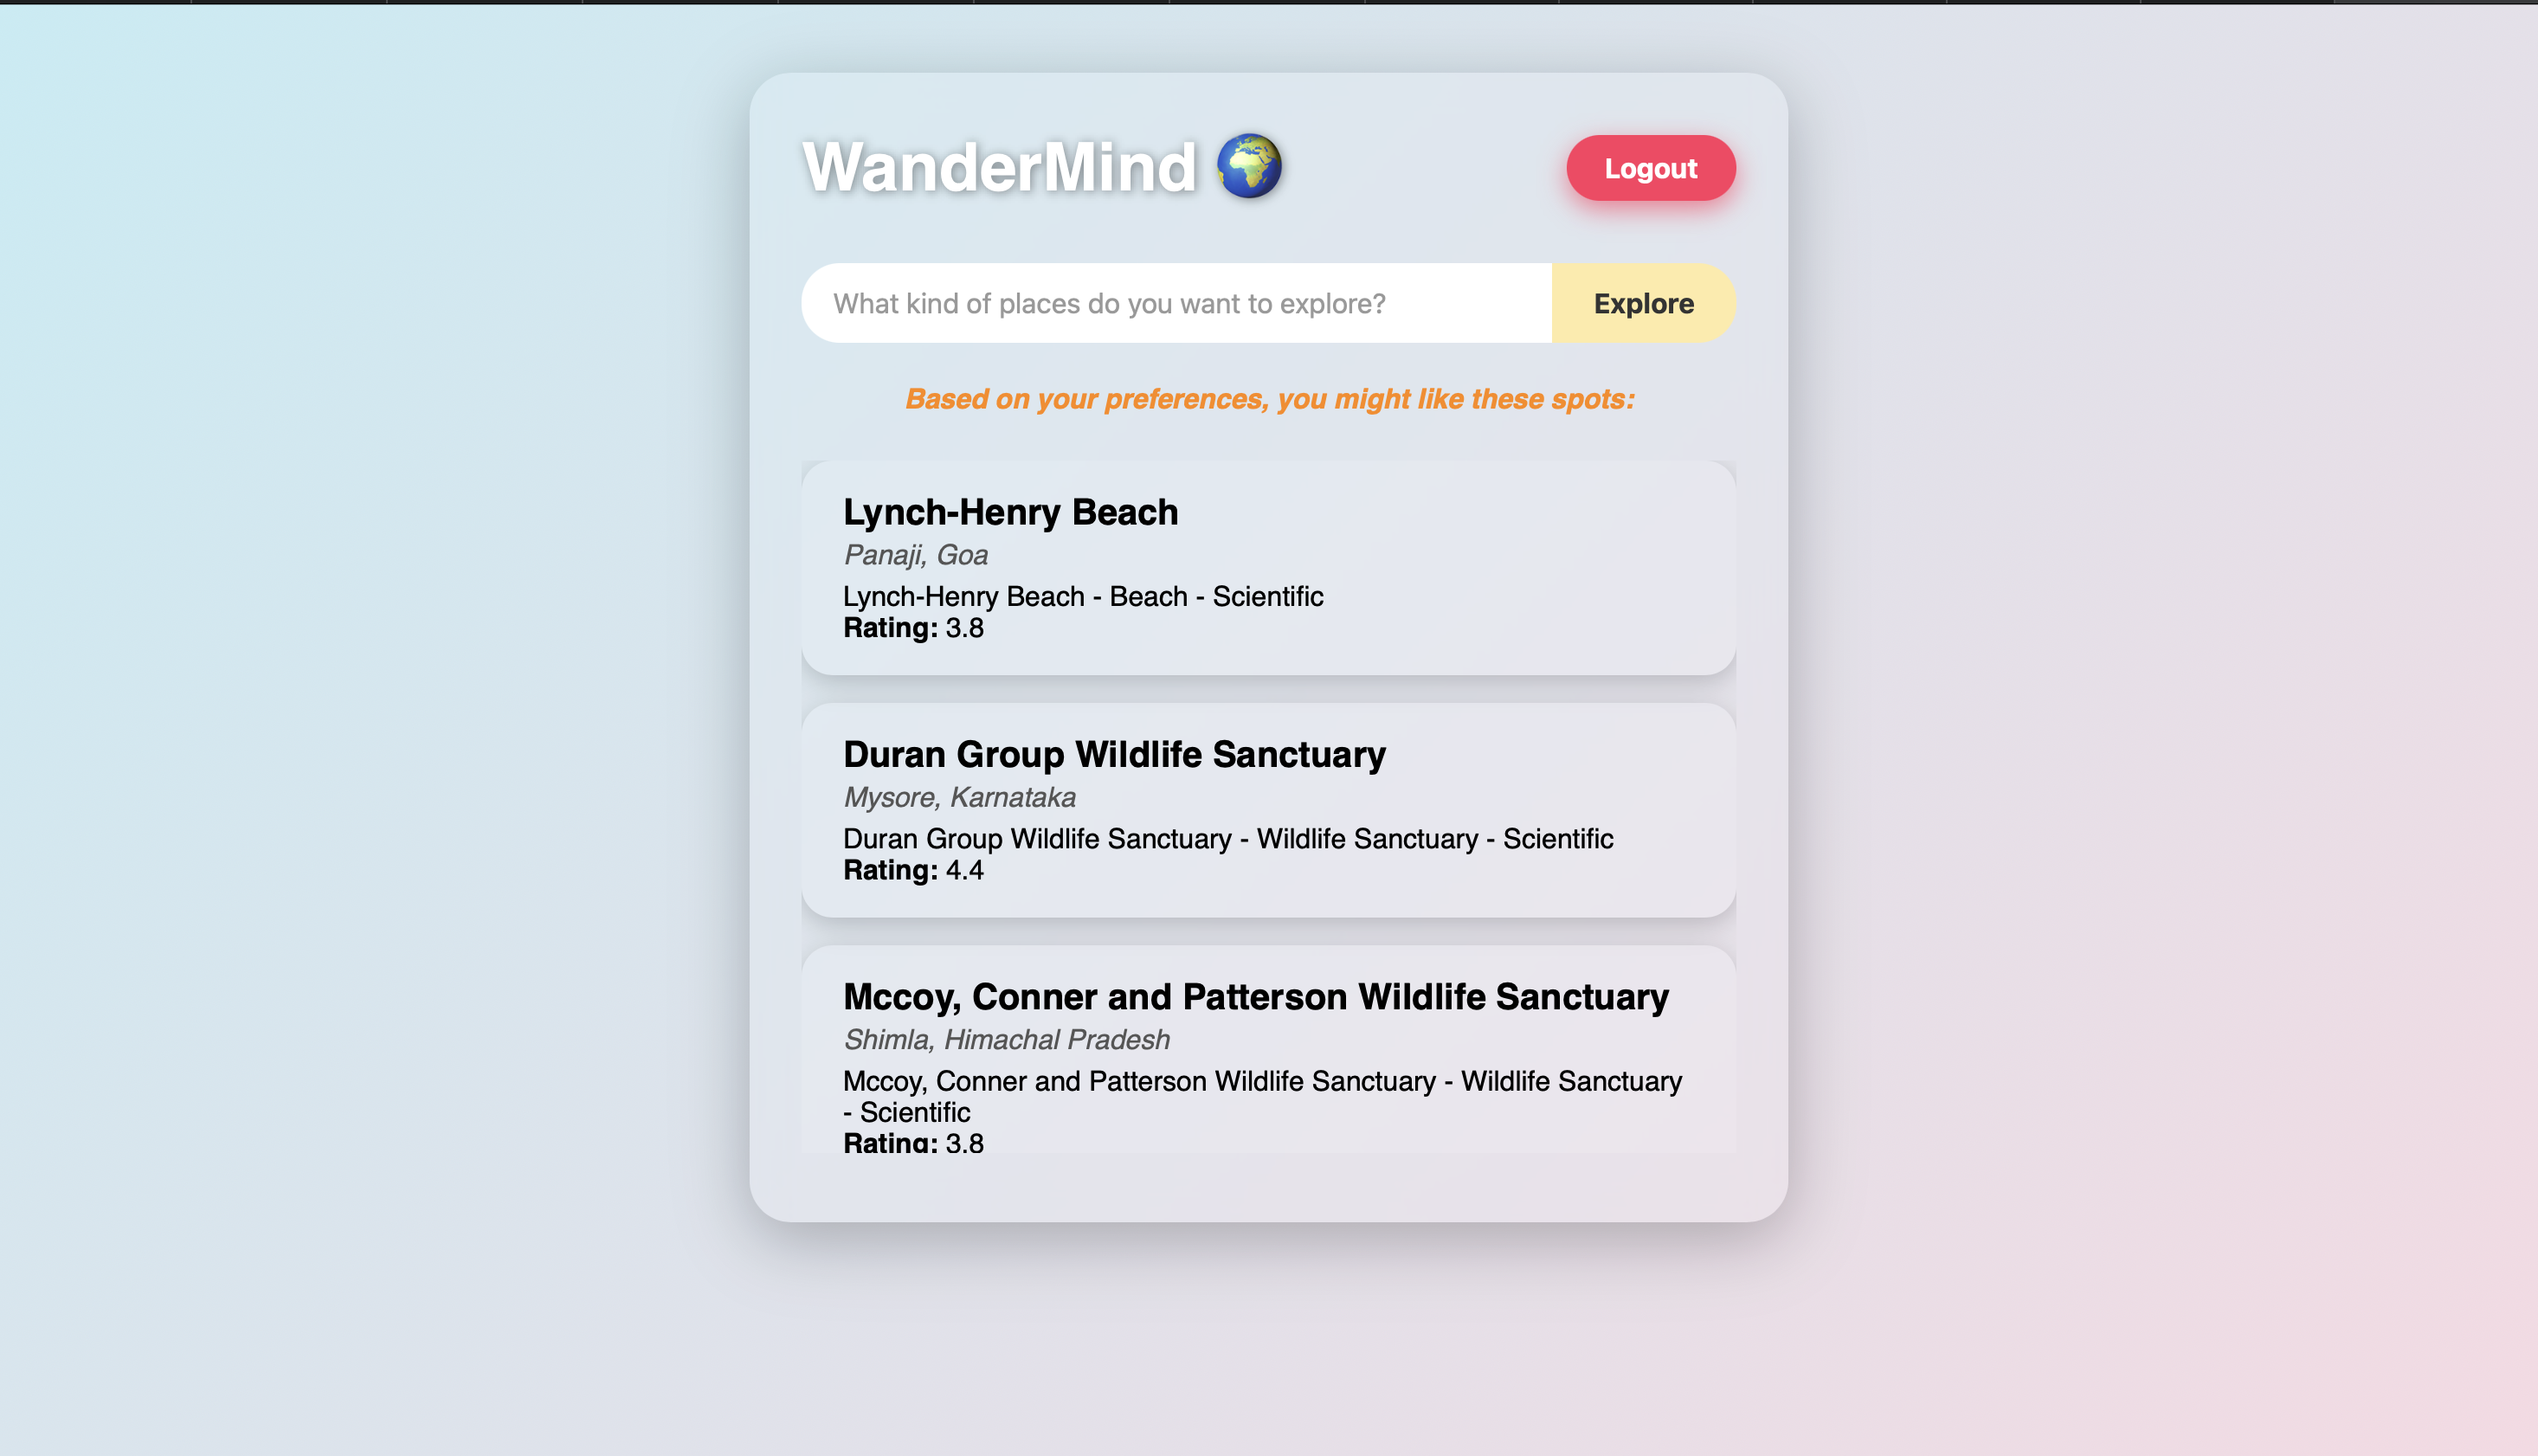 WanderMind 🌍
Logout
What kind of places do you want to explore?
Explore
Based on your preferences, you might like these spots:
Lynch-Henry Beach
Panaji, Goa
Lynch-Henry Beach - Beach - Scientific
Rating: 3.8
Duran Group Wildlife Sanctuary
Mysore, Karnataka
Duran Group Wildlife Sanctuary - Wildlife Sanctuary - Scientific
Rating: 4.4
Mccoy, Conner and Patterson Wildlife Sanctuary
Shimla, Himachal Pradesh
Mccoy, Conner and Patterson Wildlife Sanctuary - Wildlife Sanctuary
- Scientific
Rating: 3.8